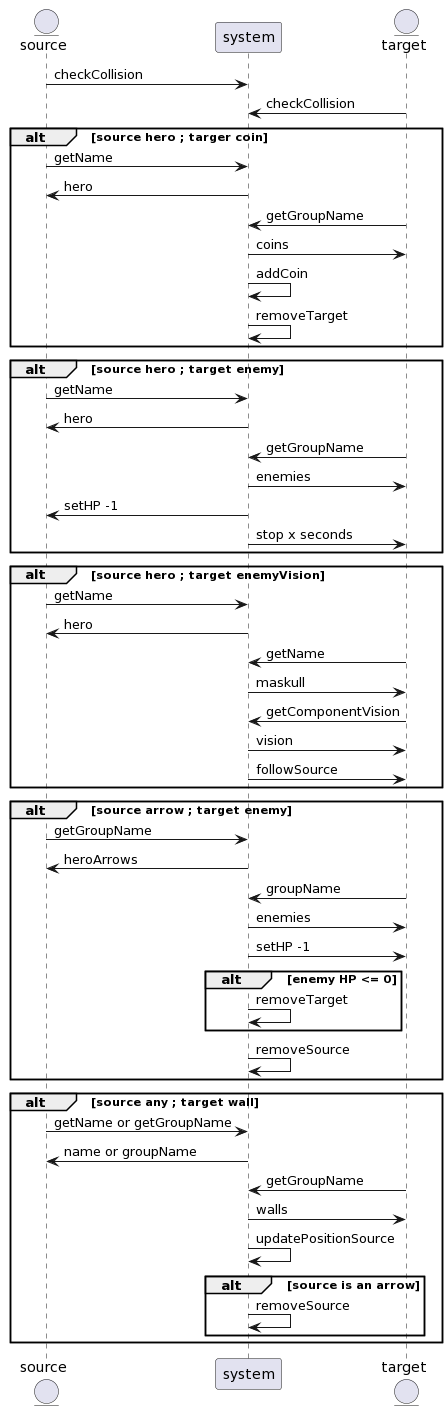 source
system
target
checkCollision
checkCollision
alt [source hero ; targer coin]
getName
hero
getGroupName
coins
addCoin
removeTarget
alt [source hero ; target enemy]
getName
hero
getGroupName
enemies
setHP -1
stop x seconds
alt [source hero ; target enemyVision]
getName
hero
getName
maskull
getComponentVision
vision
followSource
alt [source arrow ; target enemy]
getGroupName
heroArrows
groupName
enemies
setHP -1
alt [enemy HP <= 0]
removeTarget
removeSource
alt [source any ; target wall]
getName or getGroupName
name or groupName
getGroupName
walls
updatePositionSource
alt [source is an arrow]
removeSource
source
system
target